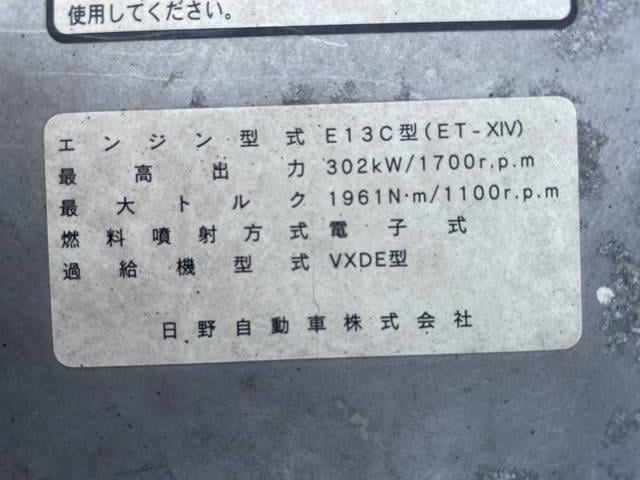 使用してください。
エンジン型式 E13C型(ET-XIV)
最高出力 302kW/1700r.p.m
最大トルク 1961N·m/1100r.p.m
燃料噴射方式 電子式
過給機型式 VXDE型
日野自動車株式会社